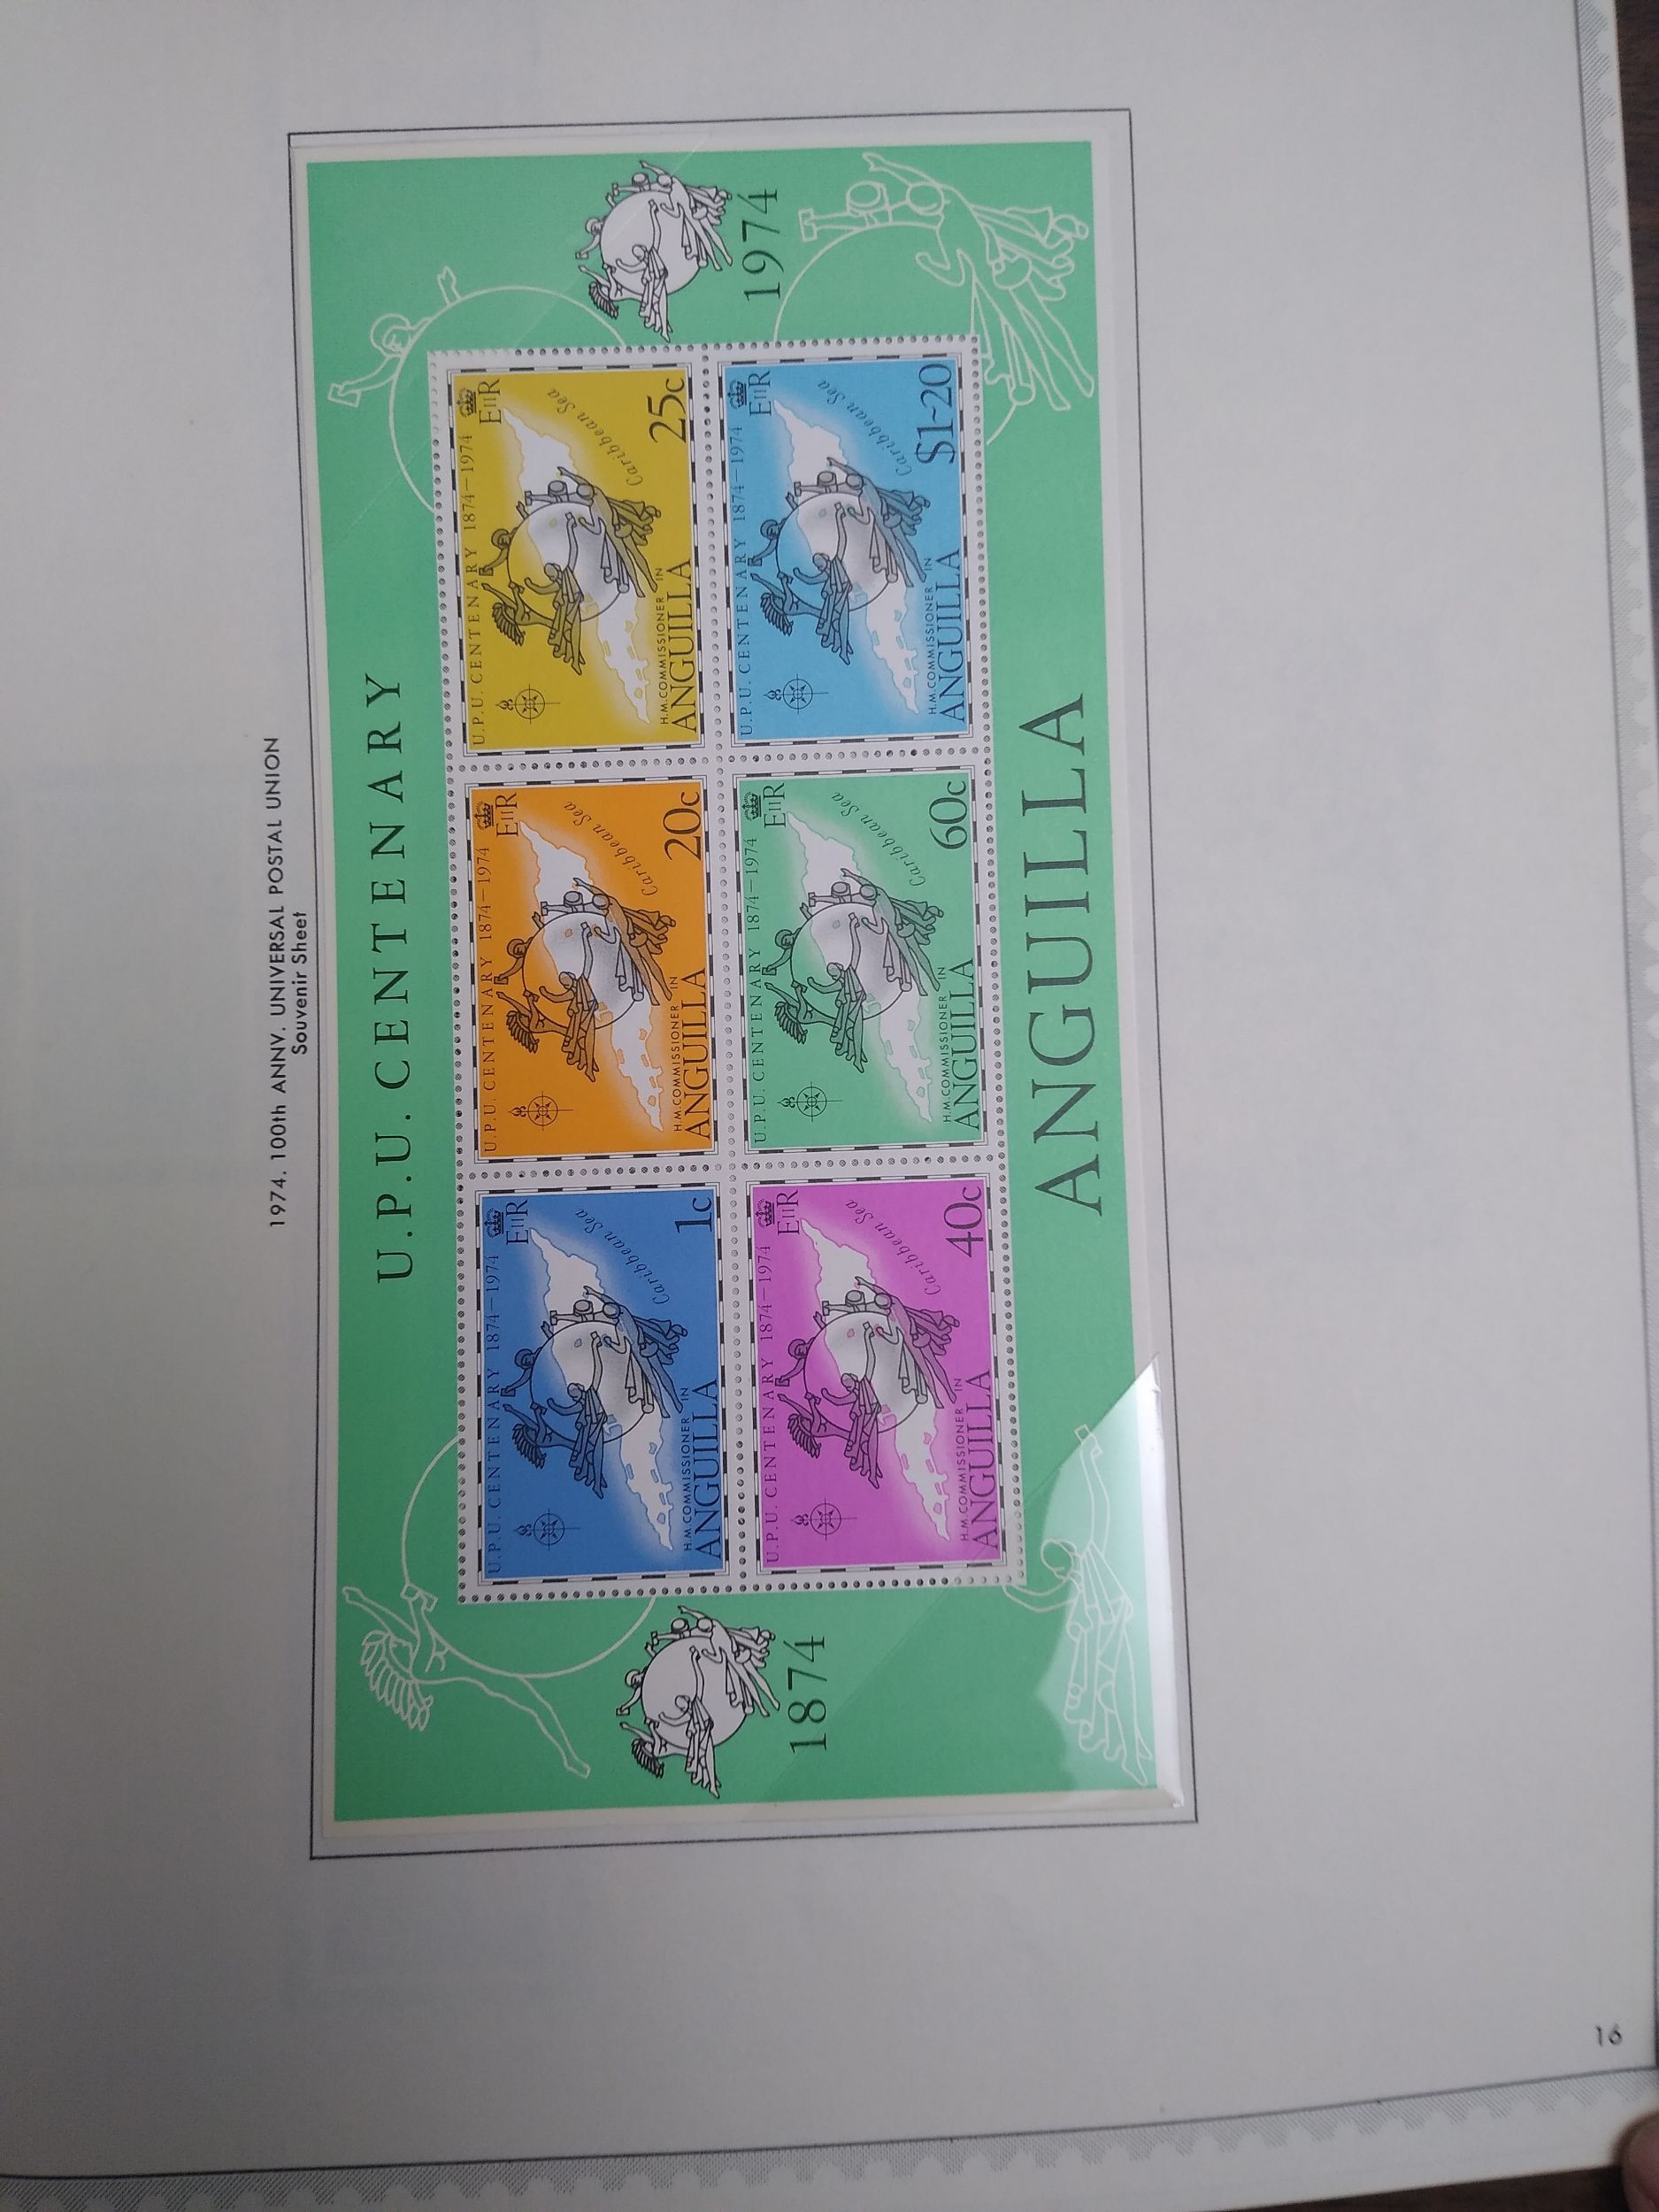 1974. 100th ANNV. UNIVERSAL POSTAL UNION
Souvenir Sheet
U.P.U. CENTENARY
U.P.U. CENTENARY 1874–1974
EIIR
Caribbean Sea
1c
H.M.COMMISSIONER IN
ANGUILLA
U.P.U. CENTENARY 1874–1974
EIIR
Caribbean Sea
20c
H.M.COMMISSIONER IN
ANGUILLA
U.P.U. CENTENARY 1874–1974
EIIR
Caribbean Sea
25c
H.M.COMMISSIONER IN
ANGUILLA
1874
1974
U.P.U. CENTENARY 1874–1974
EIIR
Caribbean Sea
40c
H.M.COMMISSIONER IN
ANGUILLA
U.P.U. CENTENARY 1874–1974
EIIR
Caribbean Sea
60c
H.M.COMMISSIONER IN
ANGUILLA
U.P.U. CENTENARY 1874–1974
EIIR
Caribbean Sea
$1~20
H.M.COMMISSIONER IN
ANGUILLA
ANGUILLA
16